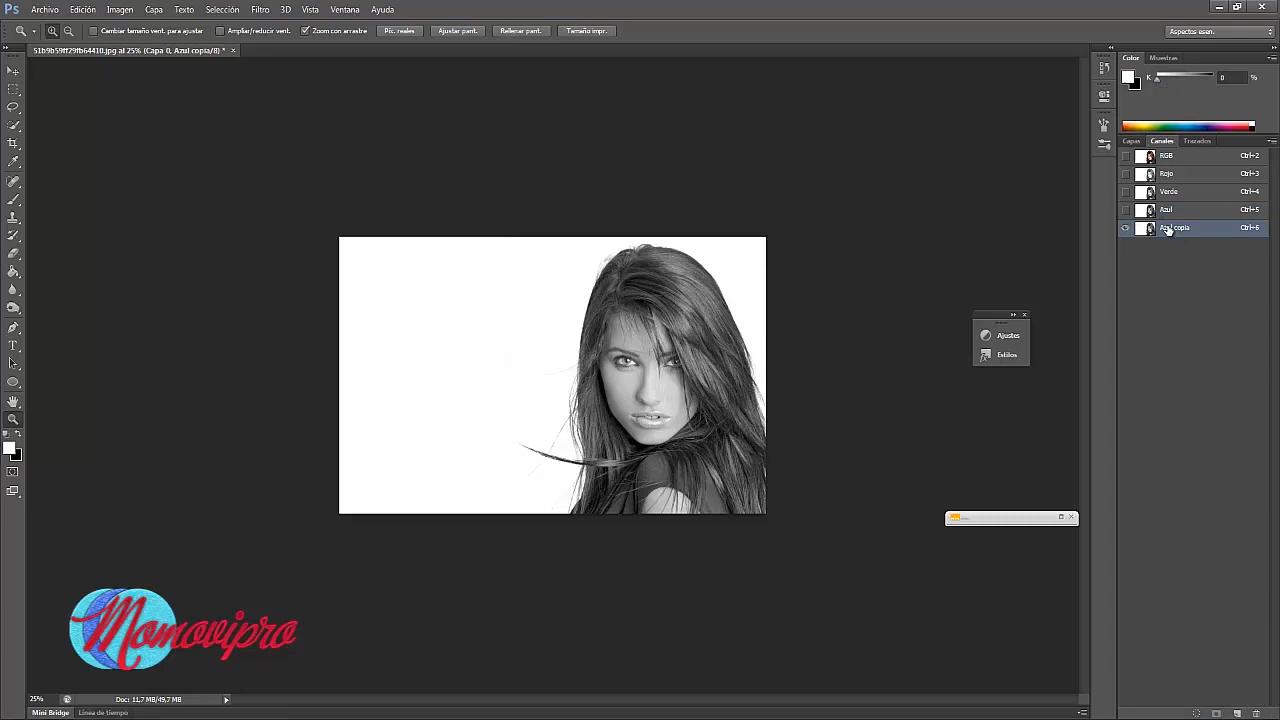 Ps Archivo Edición Imagen Capa Texto Selección Filtro 3D Vista Ventana Ayuda
Cambiar tamaño vent. para ajustar Ampliar/reducir vent. Zoom con arrastre Píx. reales Ajustar pant. Rellenar pant. Tamaño impr. Aspectos esen.
51b9b59ff29fb64410.jpg al 25% (Capa 0, Azul copia/8) * ×
Color Muestras
K 0 %
Capas Canales Trazados
RGB Ctrl+2
Rojo Ctrl+3
Verde Ctrl+4
Azul Ctrl+5
Azul copia Ctrl+6
Ajustes
Estilos
Momovipro
25% Doc: 11,7 MB/49,7 MB
Mini Bridge Línea de tiempo